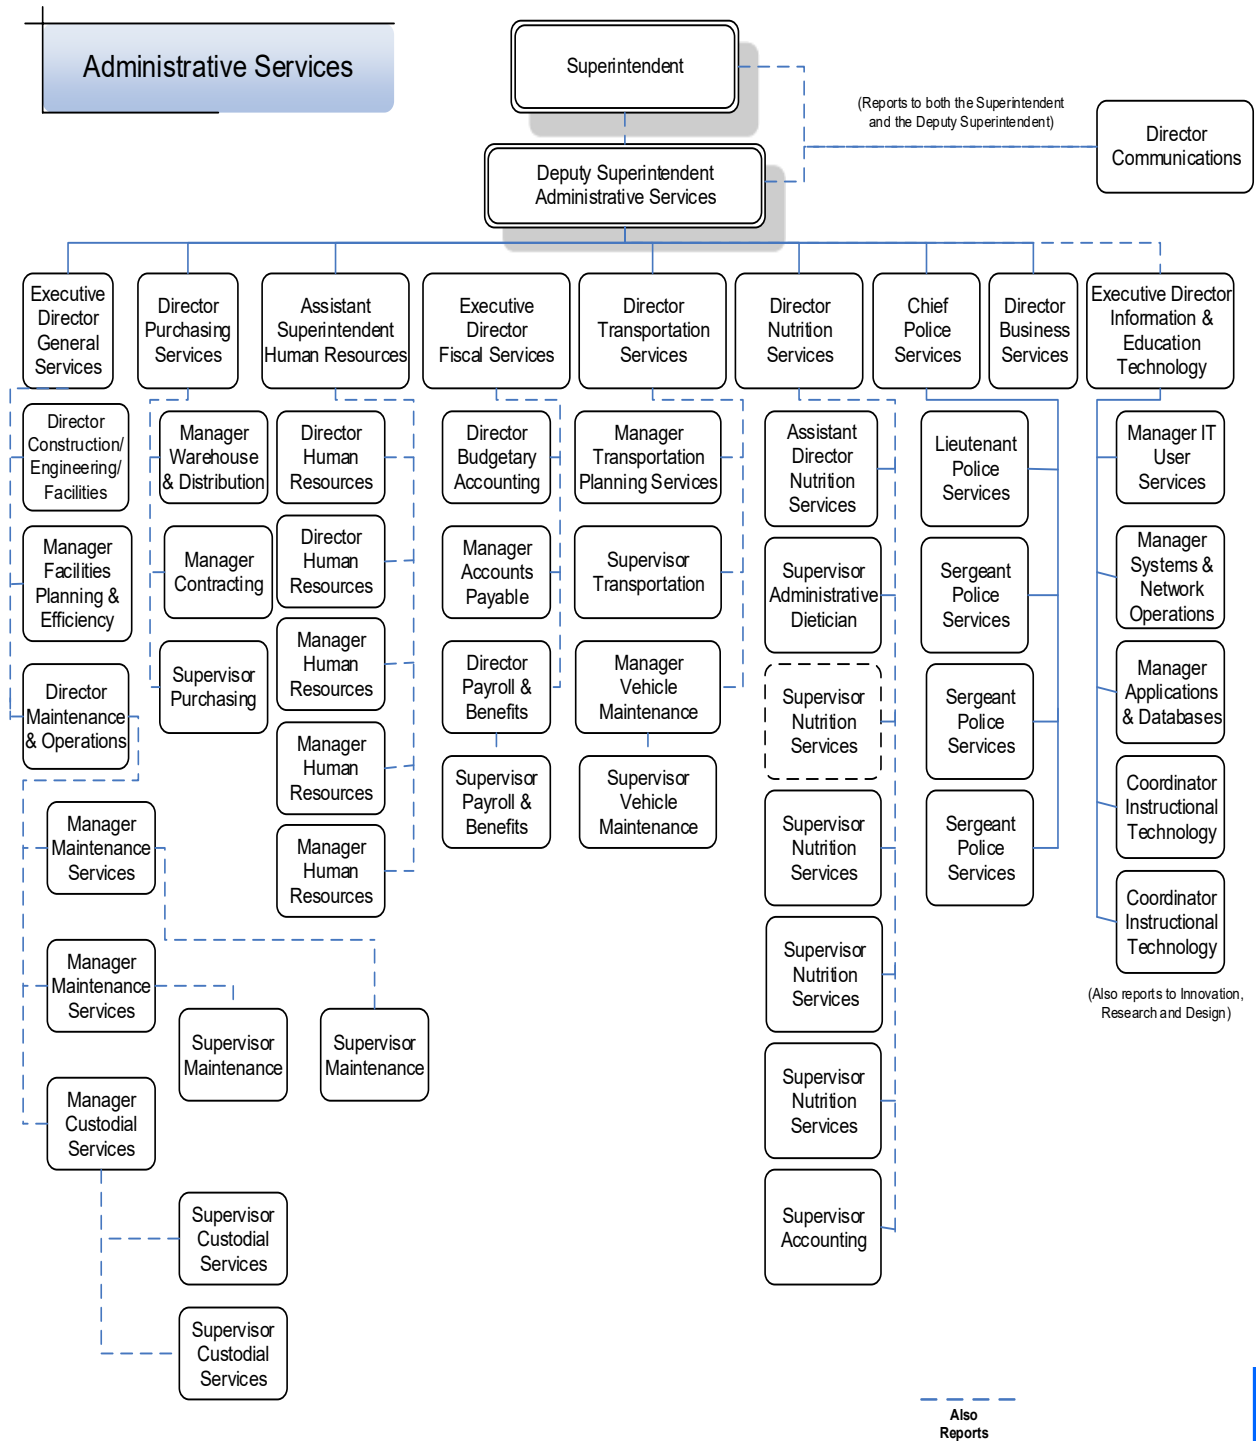 Administrative Services
Superintendent
(Reports to both the Superintendent
and the Deputy Superintendent)
Director
Communications
Deputy Superintendent
Administrative Services
Executive
Director
General
Services
Director
Purchasing
Services
Assistant
Superintendent
Human Resources
Executive
Director
Fiscal Services
Director
Transportation
Services
Director
Nutrition
Services
Chief
Police
Services
Director
Business
Services
Executive Director
Information &
Education
Technology
Director
Construction/
Engineering/
Facilities
Manager
Facilities
Planning &
Efficiency
Director
Maintenance
& Operations
Manager
Maintenance
Services
Manager
Maintenance
Services
Manager
Custodial
Services
Supervisor
Maintenance
Supervisor
Maintenance
Supervisor
Custodial
Services
Supervisor
Custodial
Services
Manager
Warehouse
& Distribution
Manager
Contracting
Supervisor
Purchasing
Director
Human
Resources
Director
Human
Resources
Manager
Human
Resources
Manager
Human
Resources
Manager
Human
Resources
Director
Budgetary
Accounting
Manager
Accounts
Payable
Director
Payroll &
Benefits
Supervisor
Payroll &
Benefits
Manager
Transportation
Planning Services
Supervisor
Transportation
Manager
Vehicle
Maintenance
Supervisor
Vehicle
Maintenance
Assistant
Director
Nutrition
Services
Supervisor
Administrative
Dietician
Supervisor
Nutrition
Services
Supervisor
Nutrition
Services
Supervisor
Nutrition
Services
Supervisor
Nutrition
Services
Supervisor
Accounting
Lieutenant
Police
Services
Sergeant
Police
Services
Sergeant
Police
Services
Sergeant
Police
Services
Manager IT
User
Services
Manager
Systems &
Network
Operations
Manager
Applications
& Databases
Coordinator
Instructional
Technology
Coordinator
Instructional
Technology
(Also reports to Innovation,
Research and Design)
Also
Reports